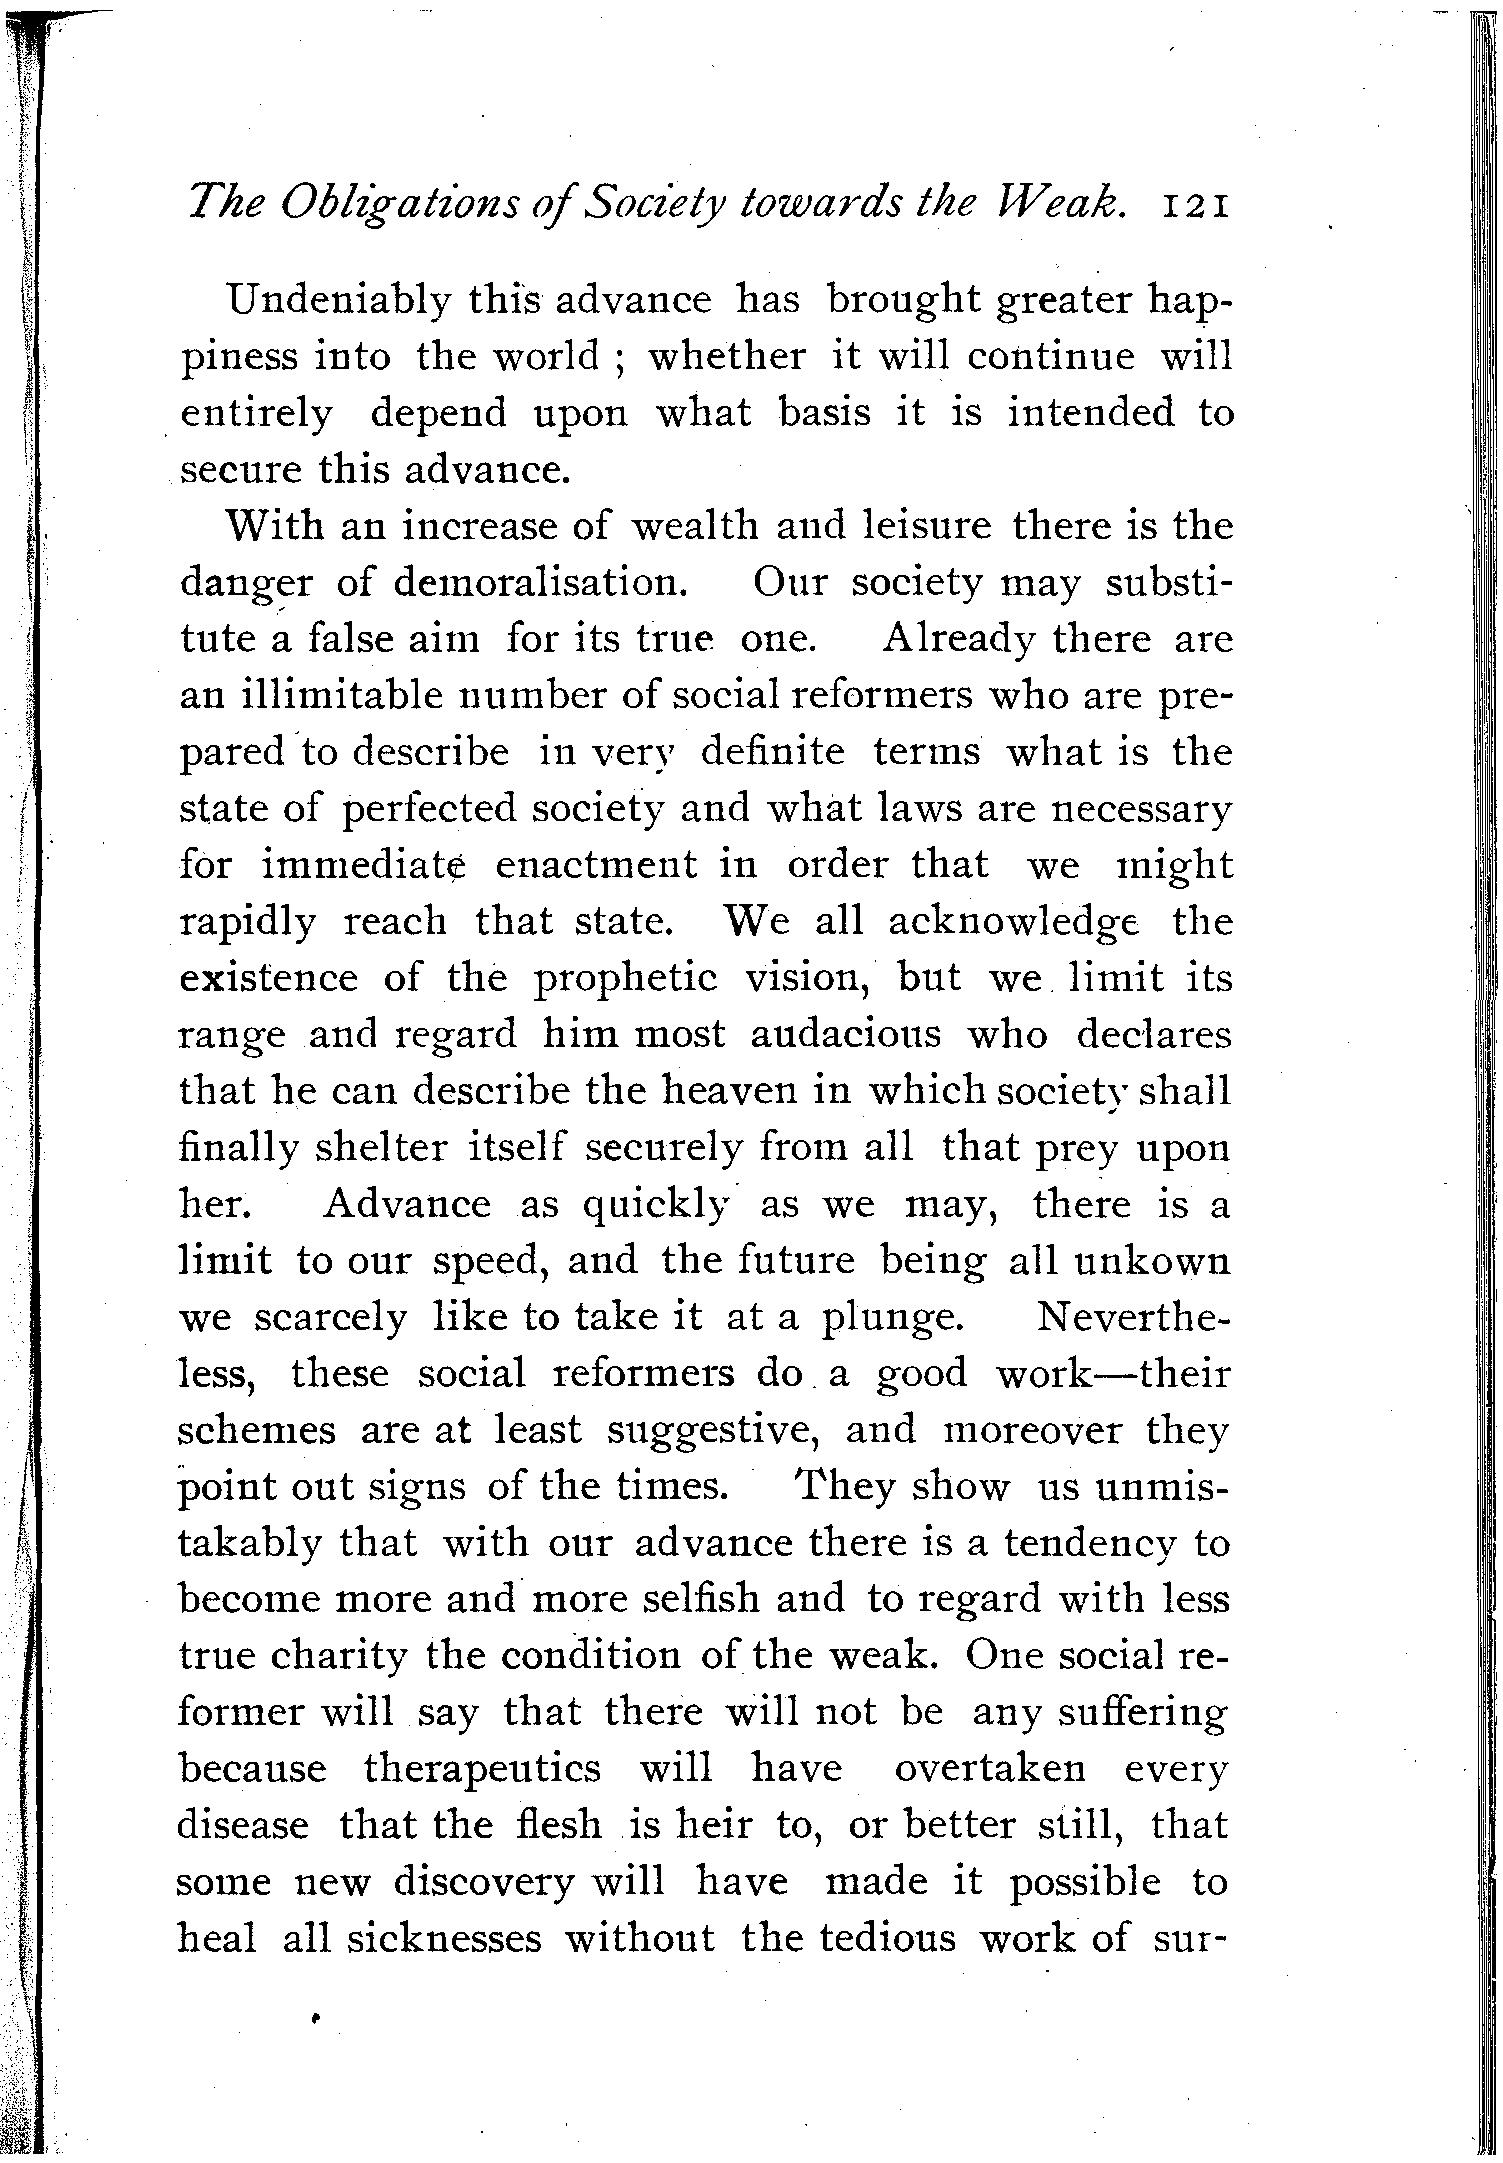 The Obligations of Society towards the Weak. 121
Undeniably this advance has brought greater hap-
piness into the world ; whether it will continue will
entirely depend upon what basis it is intended to
secure this advance.
With an increase of wealth and leisure there is the
danger of demoralisation. Our society may substi-
tute a false aim for its true one. Already there are
an illimitable number of social reformers who are pre-
pared to describe in very definite terms what is the
state of perfected society and what laws are necessary
for immediate enactment in order that we might
rapidly reach that state. We all acknowledge the
existence of the prophetic vision, but we limit its
range and regard him most audacious who declares
that he can describe the heaven in which society shall
finally shelter itself securely from all that prey upon
her. Advance as quickly as we may, there is a
limit to our speed, and the future being all unkown
we scarcely like to take it at a plunge. Neverthe-
less, these social reformers do a good work—their
schemes are at least suggestive, and moreover they
point out signs of the times. They show us unmis-
takably that with our advance there is a tendency to
become more and more selfish and to regard with less
true charity the condition of the weak. One social re-
former will say that there will not be any suffering
because therapeutics will have overtaken every
disease that the flesh is heir to, or better still, that
some new discovery will have made it possible to
heal all sicknesses without the tedious work of sur-